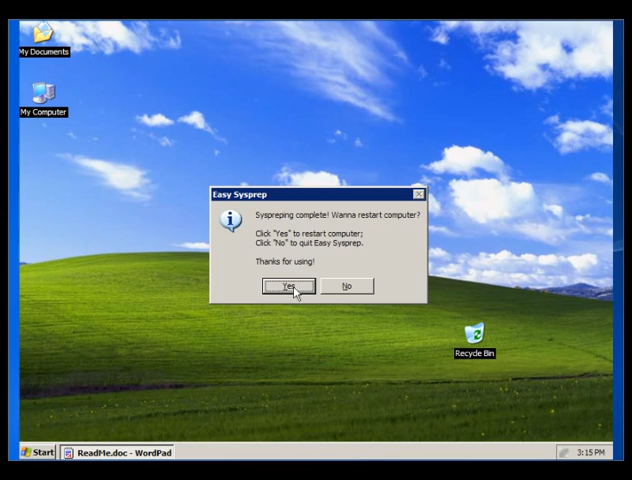 My Documents
My Computer
Easy Sysprep
Syspreping complete! Wanna restart computer?
Click "Yes" to restart computer;
Click "No" to quit Easy Sysprep.
Thanks for using!
Yes
No
Recycle Bin
Start
ReadMe.doc - WordPad
3:15 PM